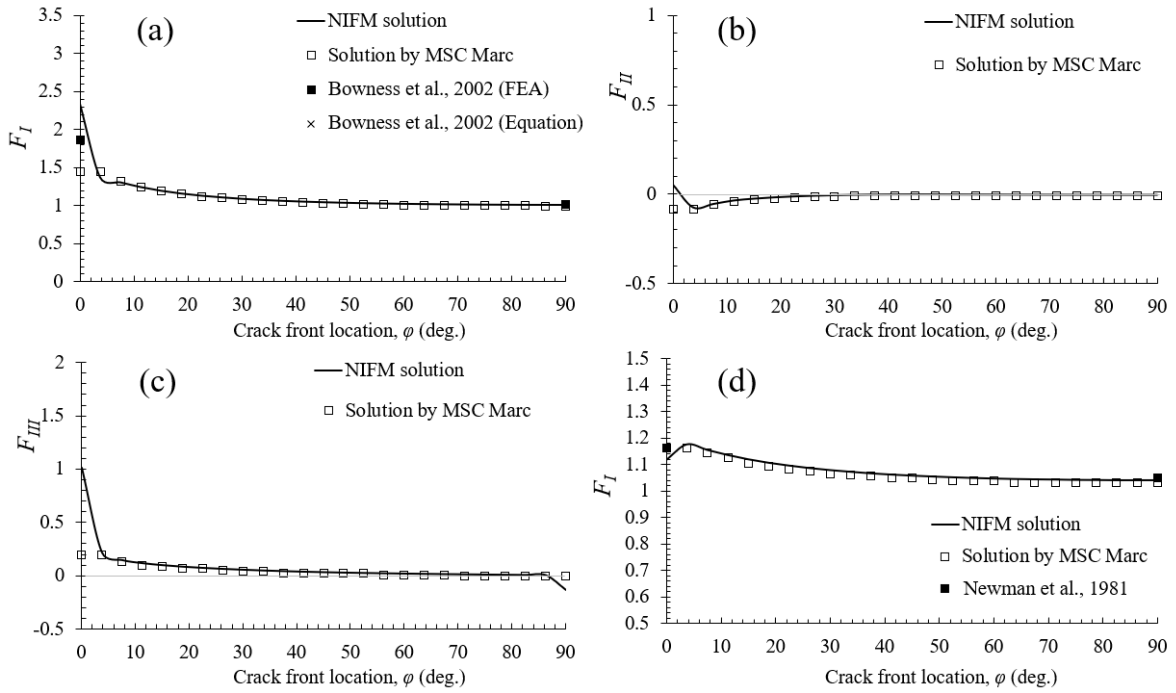 (a)
NIFM solution
Solution by MSC Marc
Bowness et al., 2002 (FEA)
Bowness et al., 2002 (Equation)
F_I
3.5
3
2.5
2
1.5
1
0.5
0
0 10 20 30 40 50 60 70 80 90
Crack front location, φ (deg.)
(b)
NIFM solution
Solution by MSC Marc
F_II
1
0.5
0
-0.5
0 10 20 30 40 50 60 70 80 90
Crack front location, φ (deg.)
(c)
NIFM solution
Solution by MSC Marc
F_III
2
1.5
1
0.5
0
-0.5
0 10 20 30 40 50 60 70 80 90
Crack front location, φ (deg.)
(d)
F_I
1.5
1.4
1.3
1.2
1.1
1
0.9
0.8
0.7
0.6
0.5
NIFM solution
Solution by MSC Marc
Newman et al., 1981
0 10 20 30 40 50 60 70 80 90
Crack front location, φ (deg.)